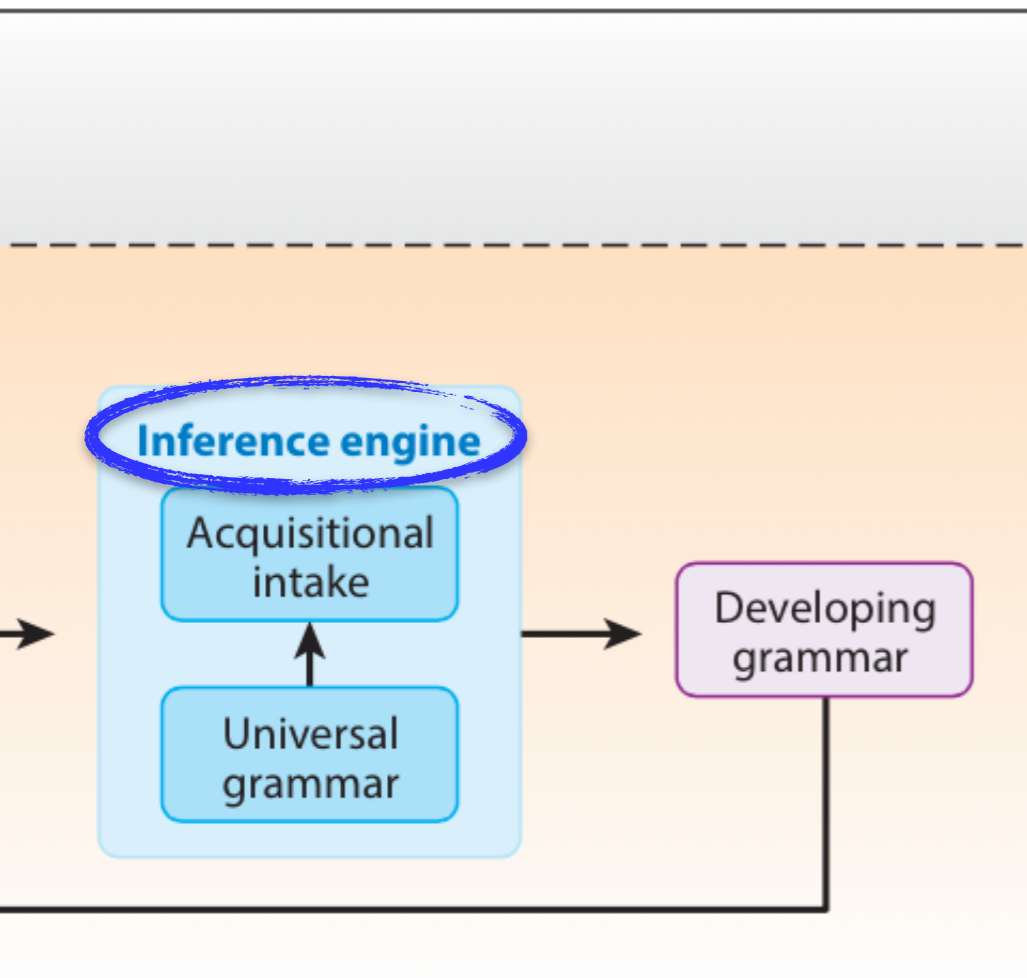 Inference engine
Acquisitional
intake
Universal
grammar
Developing
grammar